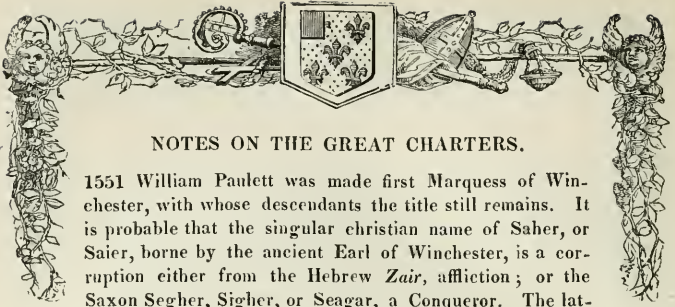 NOTES ON THE GREAT CHARTERS.
1551 William Paulett was made first Marquess of Win-
chester, with whose descendants the title still remains. It
is probable that the singular christian name of Saher, or
Saier, borne by the ancient Earl of Winchester, is a cor-
ruption either from the Hebrew Zair, affliction; or the
Saxon Segher, Sigher, or Seagar, a Conqueror. The lat-